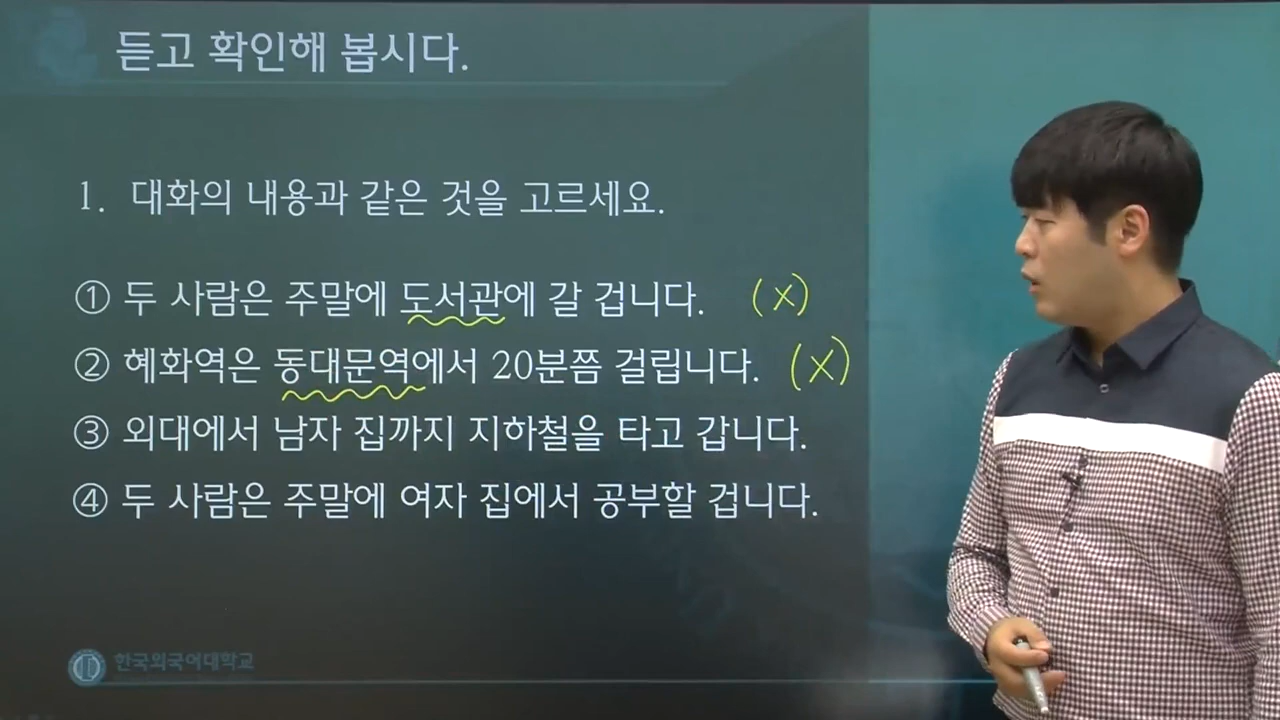 듣고 확인해 봅시다.
1. 대화의 내용과 같은 것을 고르세요.
① 두 사람은 주말에 도서관에 갈 겁니다. (X)
② 혜화역은 동대문역에서 20분쯤 걸립니다. (X)
③ 외대에서 남자 집까지 지하철을 타고 갑니다.
④ 두 사람은 주말에 여자 집에서 공부할 겁니다.
한국외국어대학교